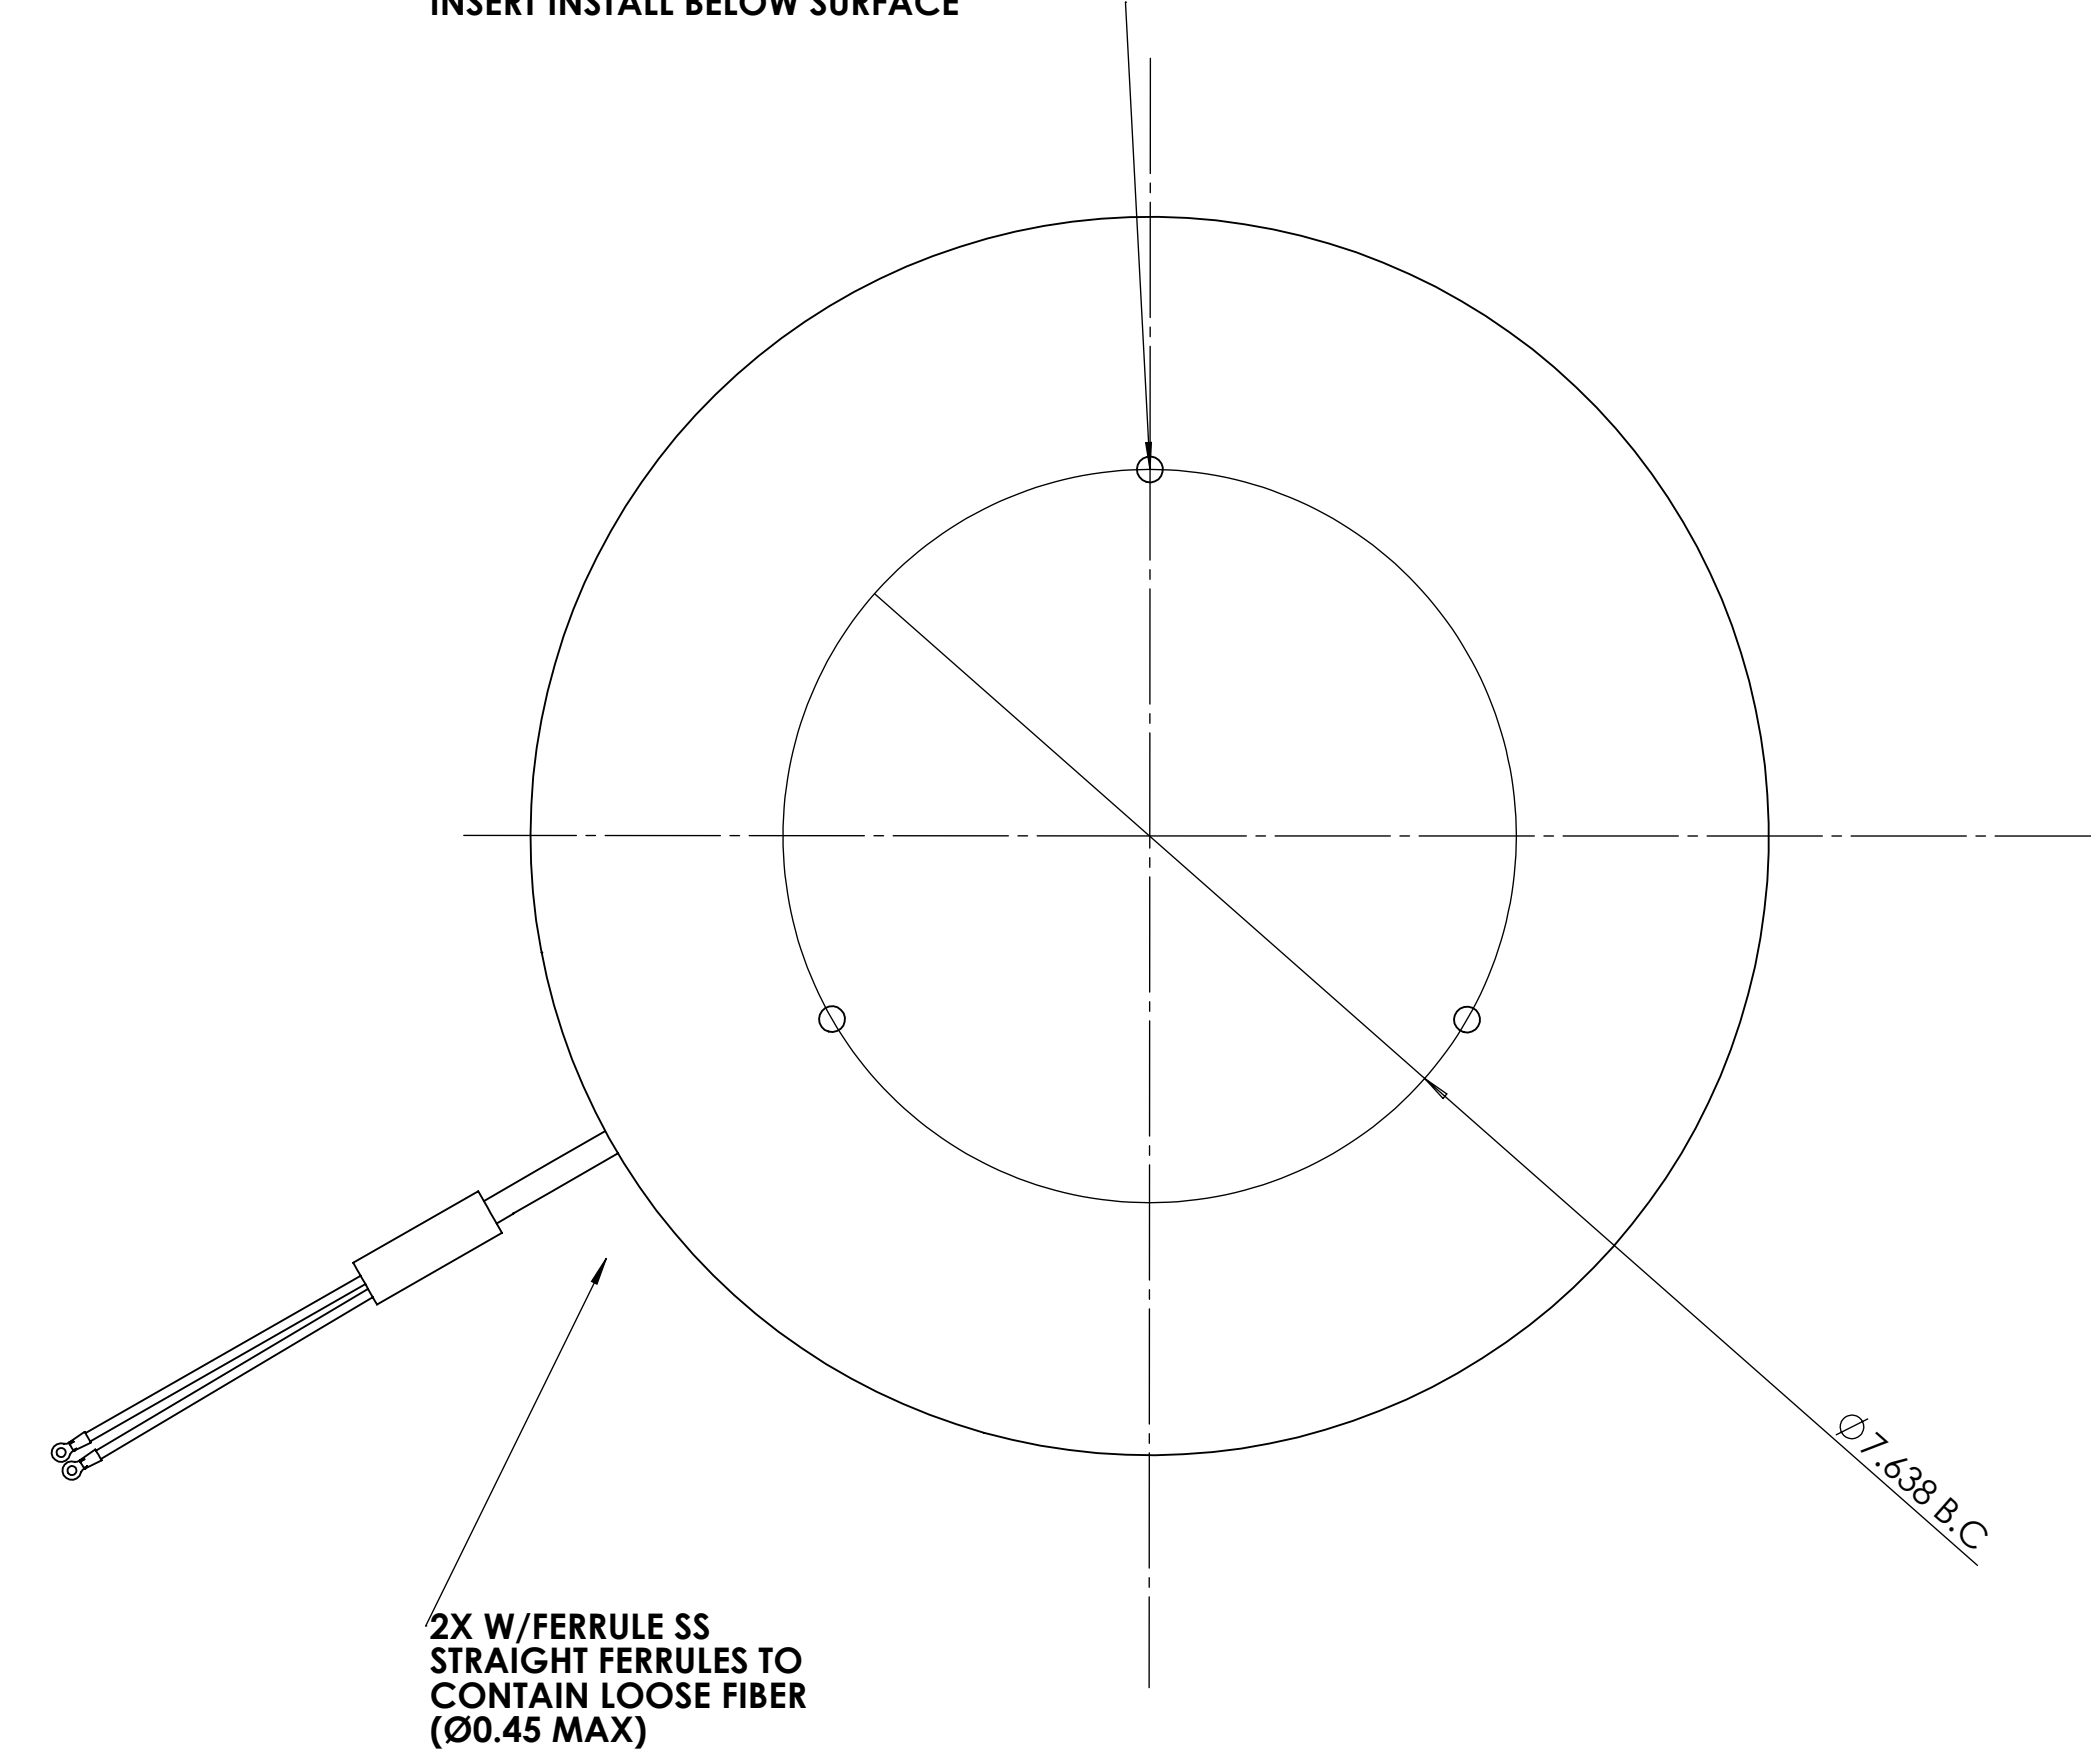 INSERT INSTALL BELOW SURFACE
Ø7.638 B.C
2X W/FERRULE SS
STRAIGHT FERRULES TO
CONTAIN LOOSE FIBER
(Ø0.45 MAX)